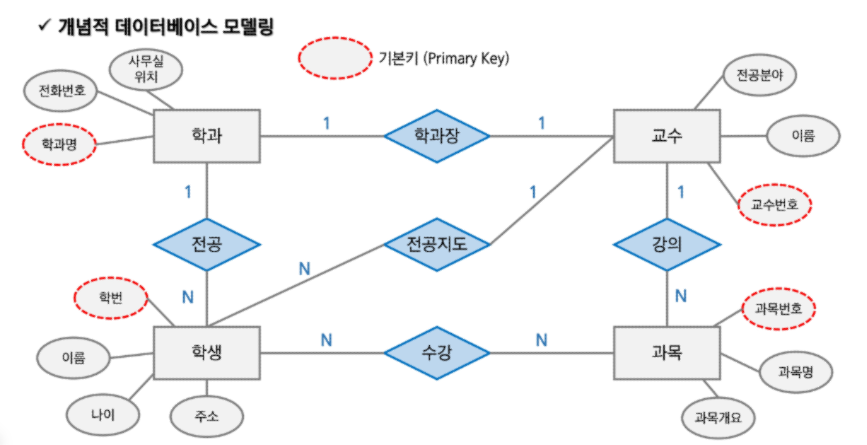 ✓ 개념적 데이터베이스 모델링
기본키 (Primary Key)
사무실
위치
전화번호
학과명
학과
1
학과장
1
교수
전공분야
이름
교수번호
1
전공
N
1
전공지도
N
1
강의
N
학번
이름
나이
주소
학생
N
수강
N
과목
과목번호
과목명
과목개요